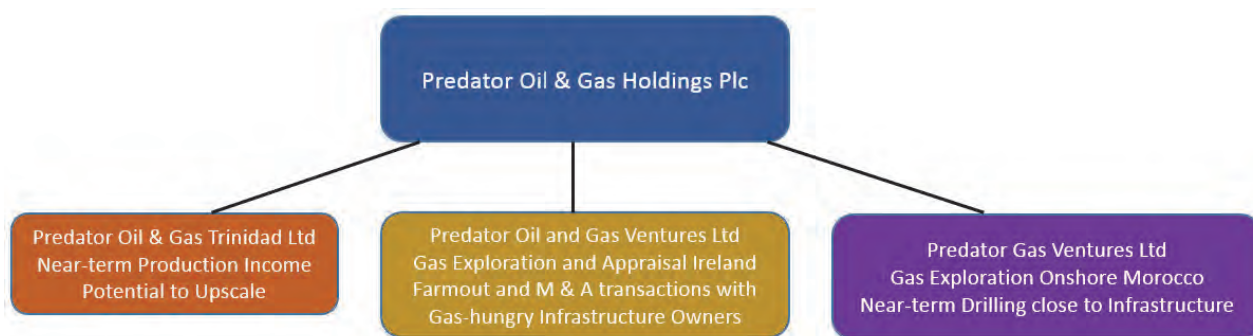 Predator Oil & Gas Holdings Plc
Predator Oil & Gas Trinidad Ltd
Near-term Production Income
Potential to Upscale
Predator Oil and Gas Ventures Ltd
Gas Exploration and Appraisal Ireland
Farmout and M & A transactions with
Gas-hungry Infrastructure Owners
Predator Gas Ventures Ltd
Gas Exploration Onshore Morocco
Near-term Drilling close to Infrastructure